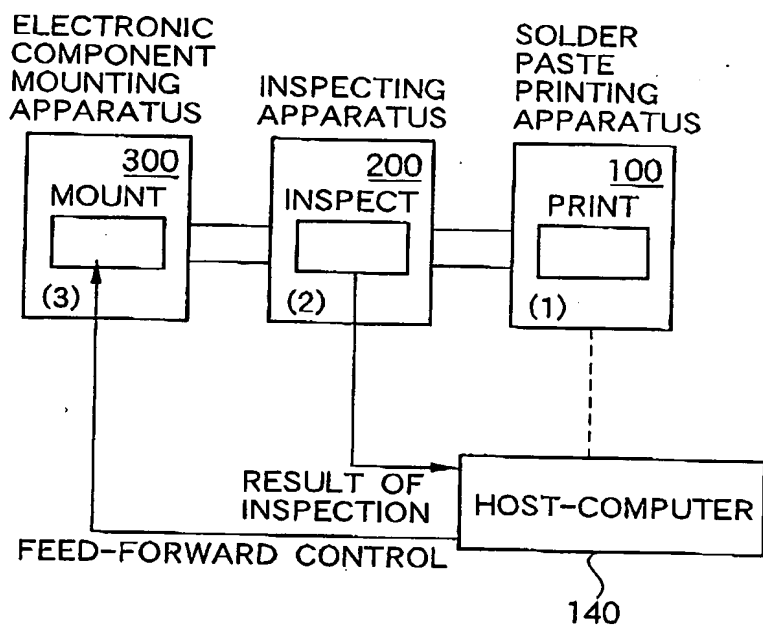 ELECTRONIC
COMPONENT
MOUNTING
APPARATUS
INSPECTING
APPARATUS
SOLDER
PASTE
PRINTING
APPARATUS
300
MOUNT
(3)
200
INSPECT
(2)
100
PRINT
(1)
RESULT OF
INSPECTION
HOST-COMPUTER
FEED-FORWARD CONTROL
140